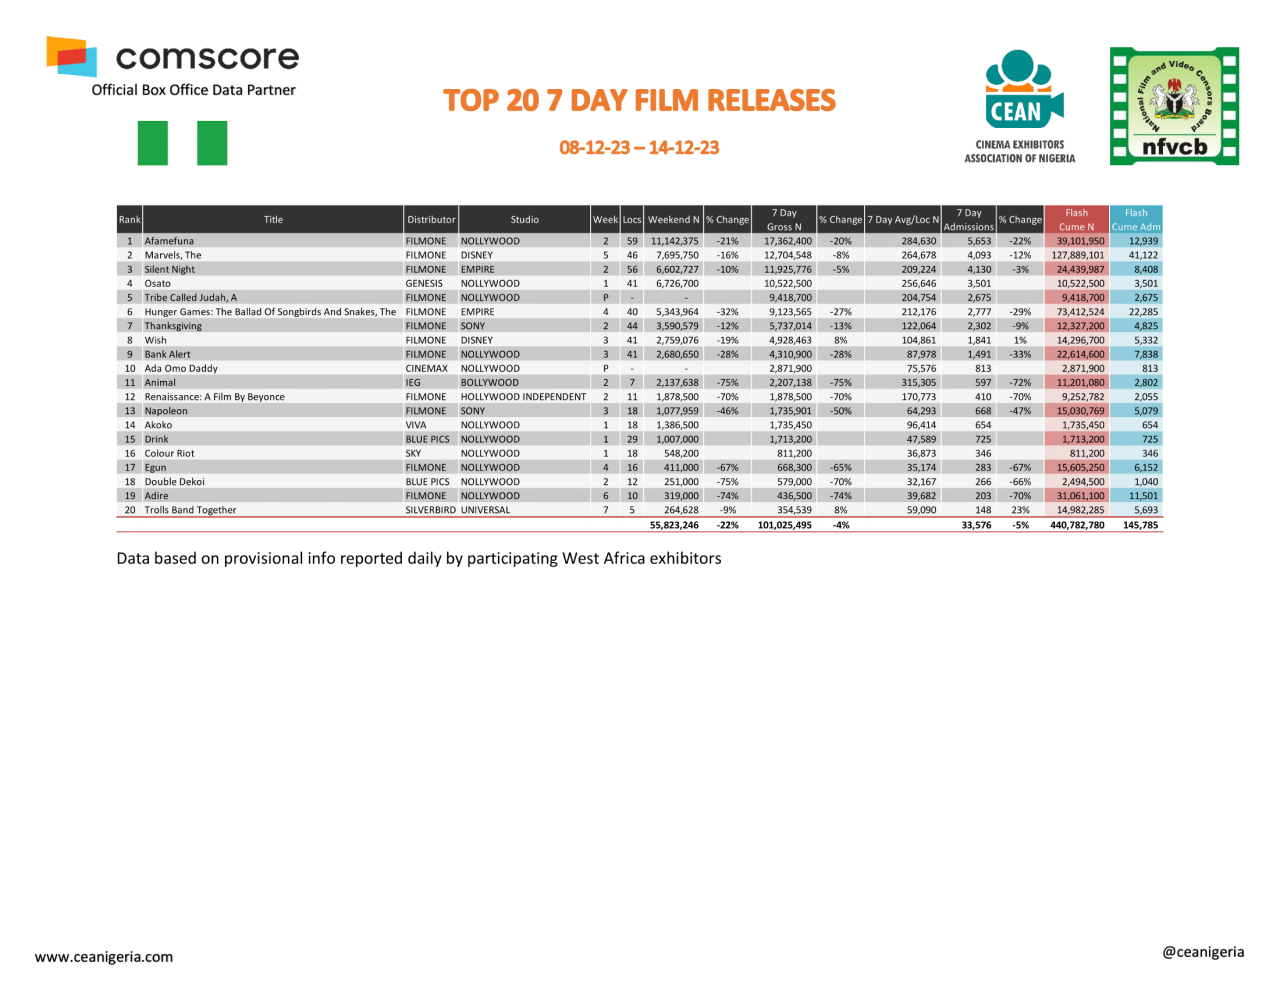 comscore
Official Box Office Data Partner
TOP 20 7 DAY FILM RELEASES
08-12-23 – 14-12-23
CEAN
CINEMA EXHIBITORS
ASSOCIATION OF NIGERIA
National Film and Video Censors Board
nfvcb
Rank Title Distributor Studio Week Locs Weekend N % Change 7 Day Gross N % Change 7 Day Avg/Loc N 7 Day Admissions % Change Flash Cume N Flash Cume Adm
1 Afamefuna FILMONE NOLLYWOOD 2 59 11,142,375 -21% 17,362,400 -20% 284,630 5,653 -22% 39,101,950 12,939
2 Marvels, The FILMONE DISNEY 5 46 7,695,750 -16% 12,704,548 -8% 264,678 4,093 -12% 127,889,101 41,122
3 Silent Night FILMONE EMPIRE 2 56 6,602,727 -10% 11,925,776 -5% 209,224 4,130 -3% 24,439,987 8,408
4 Osato GENESIS NOLLYWOOD 1 41 6,726,700 10,522,500 256,646 3,501 10,522,500 3,501
5 Tribe Called Judah, A FILMONE NOLLYWOOD P - - 9,418,700 204,754 2,675 9,418,700 2,675
6 Hunger Games: The Ballad Of Songbirds And Snakes, The FILMONE EMPIRE 4 40 5,343,964 -32% 9,123,565 -27% 212,176 2,777 -29% 73,412,524 22,285
7 Thanksgiving FILMONE SONY 2 44 3,590,579 -12% 5,737,014 -13% 122,064 2,302 -9% 12,327,200 4,825
8 Wish FILMONE DISNEY 3 41 2,759,076 -19% 4,928,463 8% 104,861 1,841 1% 14,296,700 5,332
9 Bank Alert FILMONE NOLLYWOOD 3 41 2,680,650 -28% 4,310,900 -28% 87,978 1,491 -33% 22,614,600 7,838
10 Ada Omo Daddy CINEMAX NOLLYWOOD P - - 2,871,900 75,576 813 2,871,900 813
11 Animal IEG BOLLYWOOD 2 7 2,137,638 -75% 2,207,138 -75% 315,305 597 -72% 11,201,080 2,802
12 Renaissance: A Film By Beyonce FILMONE HOLLYWOOD INDEPENDENT 2 11 1,878,500 -70% 1,878,500 -70% 170,773 410 -70% 9,252,782 2,055
13 Napoleon FILMONE SONY 3 18 1,077,959 -46% 1,735,901 -50% 64,293 668 -47% 15,030,769 5,079
14 Akoko VIVA NOLLYWOOD 1 18 1,386,500 1,735,450 96,414 654 1,735,450 654
15 Drink BLUE PICS NOLLYWOOD 1 29 1,007,000 1,713,200 47,589 725 1,713,200 725
16 Colour Riot SKY NOLLYWOOD 1 18 548,200 811,200 36,873 346 811,200 346
17 Egun FILMONE NOLLYWOOD 4 16 411,000 -67% 668,300 -65% 35,174 283 -67% 15,605,250 6,152
18 Double Dekoi BLUE PICS NOLLYWOOD 2 12 251,000 -75% 579,000 -70% 32,167 266 -66% 2,494,500 1,040
19 Adire FILMONE NOLLYWOOD 6 10 319,000 -74% 436,500 -74% 39,682 203 -70% 31,061,100 11,501
20 Trolls Band Together SILVERBIRD UNIVERSAL 7 5 264,628 -9% 354,539 8% 59,090 148 23% 14,982,285 5,693
55,823,246 -22% 101,025,495 -4% 33,576 -5% 440,782,780 145,785
Data based on provisional info reported daily by participating West Africa exhibitors
www.ceanigeria.com
@ceanigeria